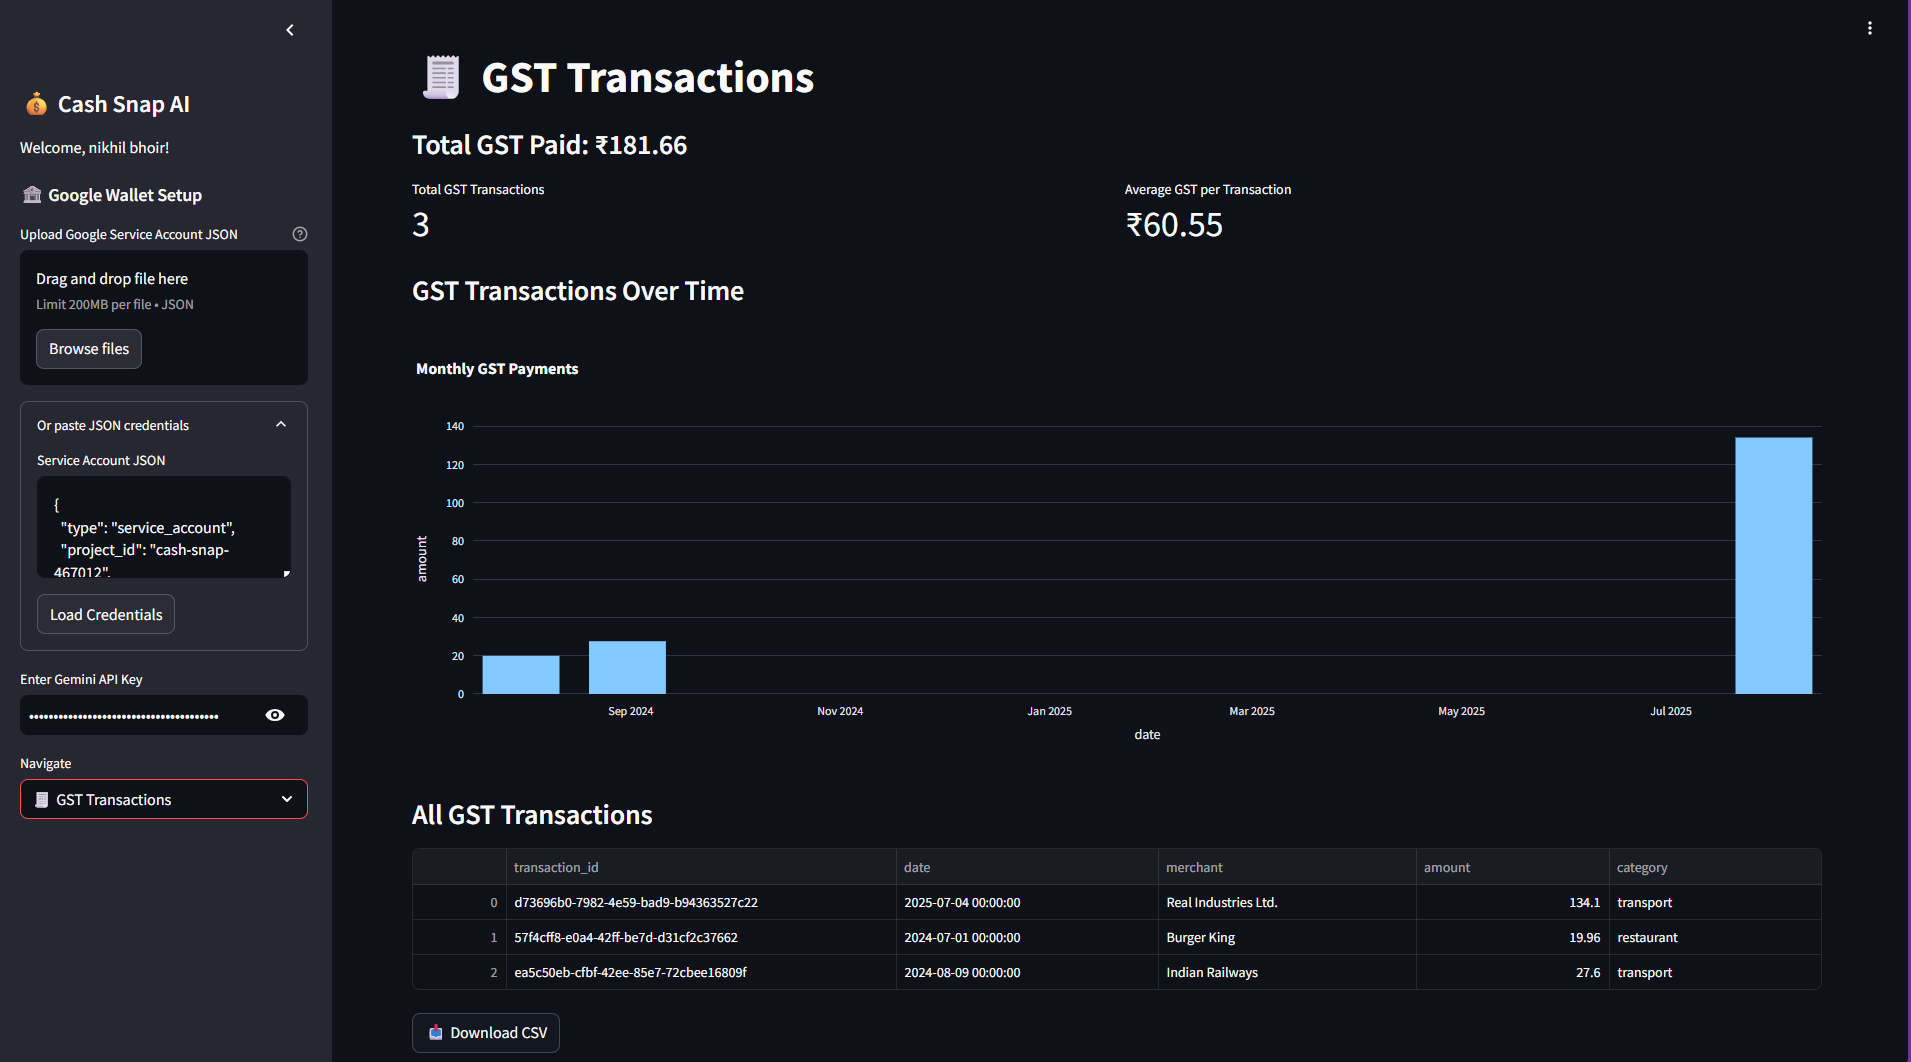 Cash Snap AI
Welcome, nikhil bhoir!
Google Wallet Setup
Upload Google Service Account JSON
Drag and drop file here
Limit 200MB per file • JSON
Browse files
Or paste JSON credentials
Service Account JSON
{
"type": "service_account",
"project_id": "cash-snap-
467012",
Load Credentials
Enter Gemini API Key
Navigate
GST Transactions
GST Transactions
Total GST Paid: ₹181.66
Total GST Transactions
3
Average GST per Transaction
₹60.55
GST Transactions Over Time
Monthly GST Payments
140
120
100
80
60
40
20
0
amount
Sep 2024 Nov 2024 Jan 2025 Mar 2025 May 2025 Jul 2025
date
All GST Transactions
transaction_id date merchant amount category
0 d73696b0-7982-4e59-bad9-b94363527c22 2025-07-04 00:00:00 Real Industries Ltd. 134.1 transport
1 57f4cff8-e0a4-42ff-be7d-d31cf2c37662 2024-07-01 00:00:00 Burger King 19.96 restaurant
2 ea5c50eb-cfbf-42ee-85e7-72cbee16809f 2024-08-09 00:00:00 Indian Railways 27.6 transport
Download CSV